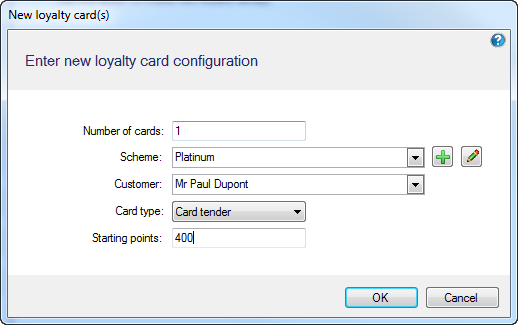 New loyalty card(s)
?
Enter new loyalty card configuration
Number of cards: 1
Scheme: Platinum
Customer: Mr Paul Dupont
Card type: Card tender
Starting points: 400
OK Cancel